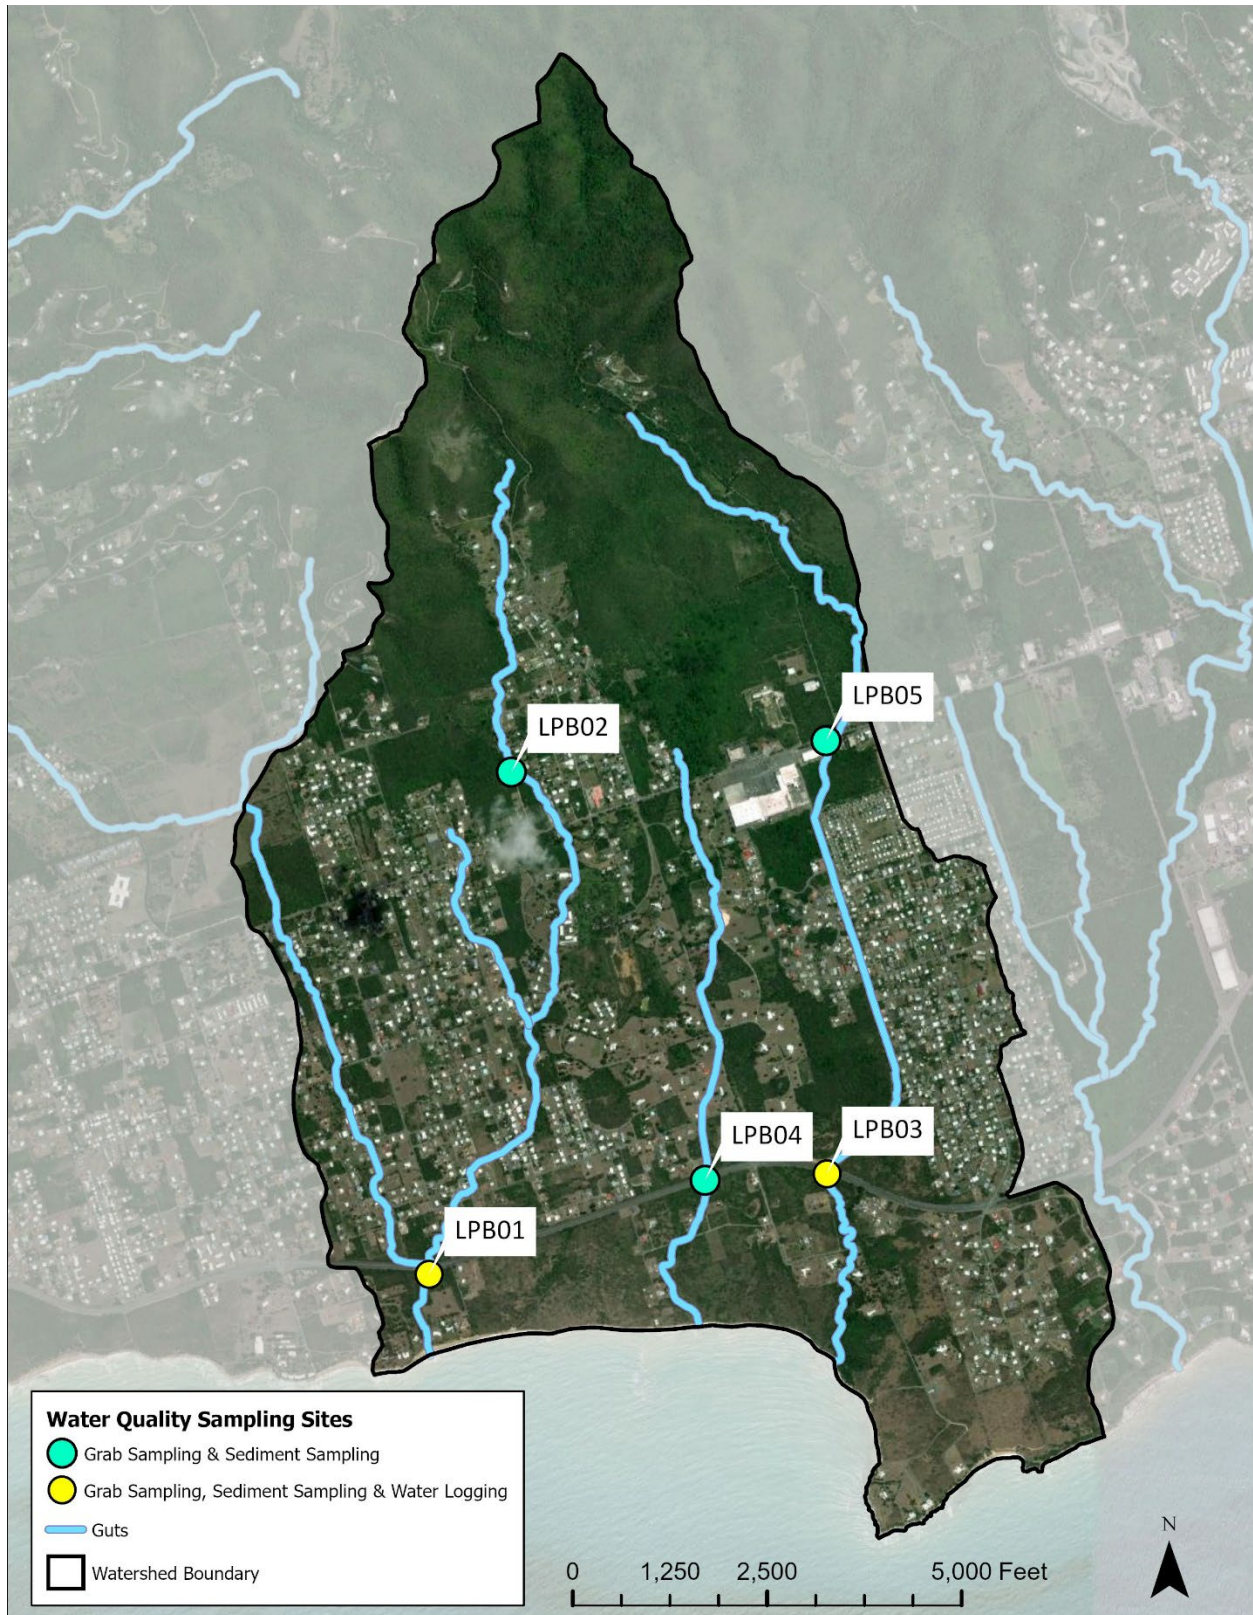 LPB05
LPB02
LPB03
LPB04
LPB01
Water Quality Sampling Sites
Grab Sampling & Sediment Sampling
Grab Sampling, Sediment Sampling & Water Logging
Guts
Watershed Boundary
0 1,250 2,500 5,000 Feet
N